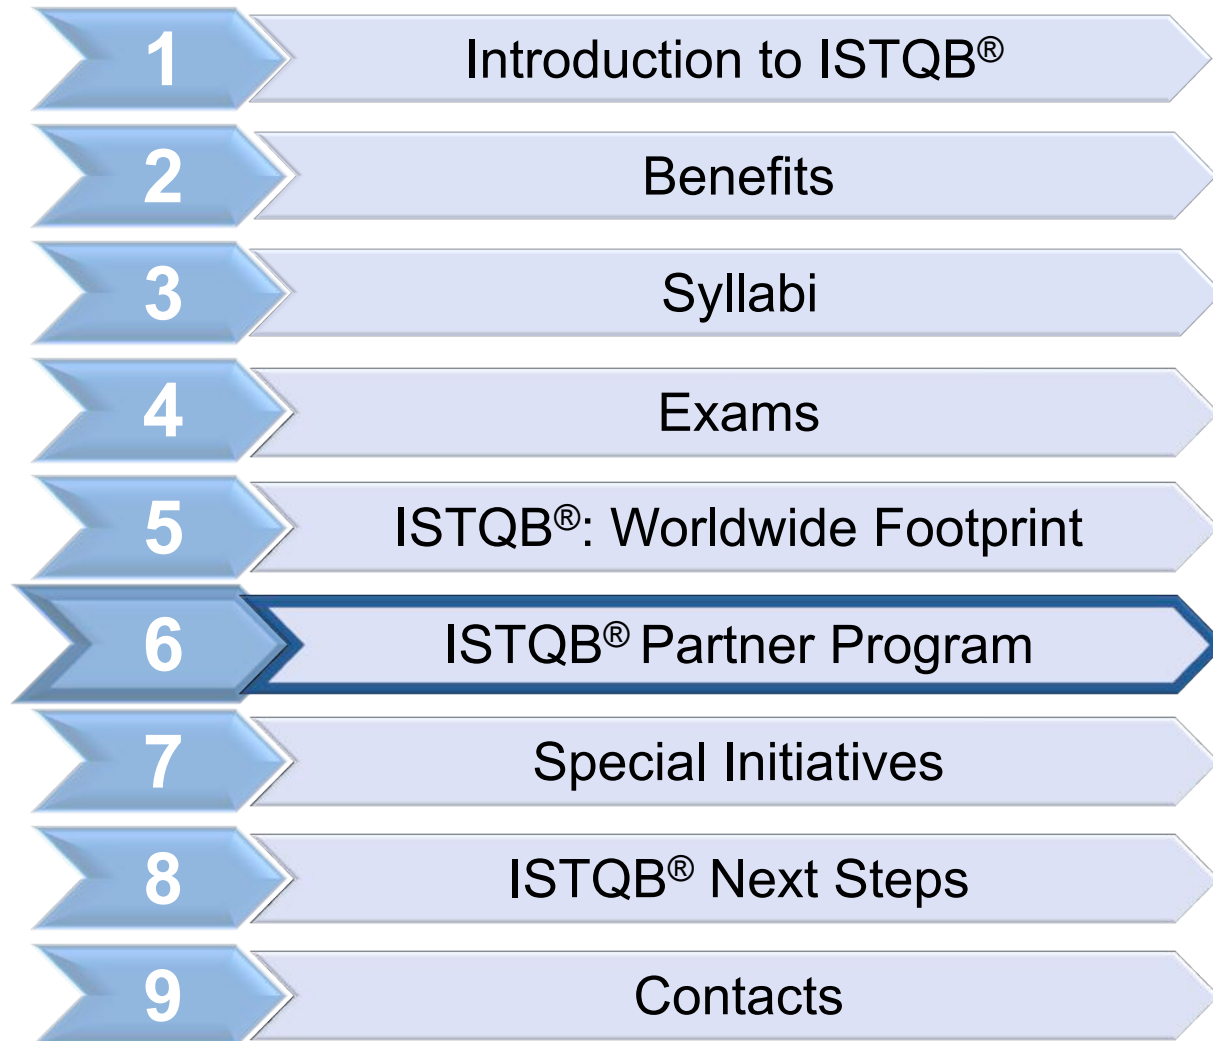 1 Introduction to ISTQB®
2 Benefits
3 Syllabi
4 Exams
5 ISTQB®: Worldwide Footprint
6 ISTQB® Partner Program
7 Special Initiatives
8 ISTQB® Next Steps
9 Contacts